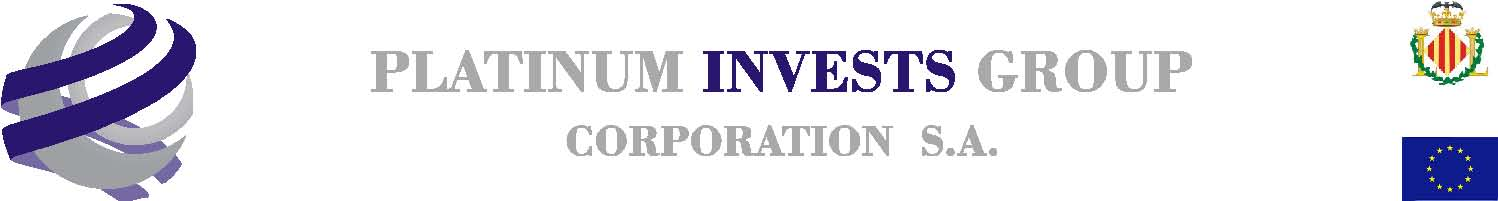 PLATINUM INVESTS GROUP
CORPORATION S.A.
L L